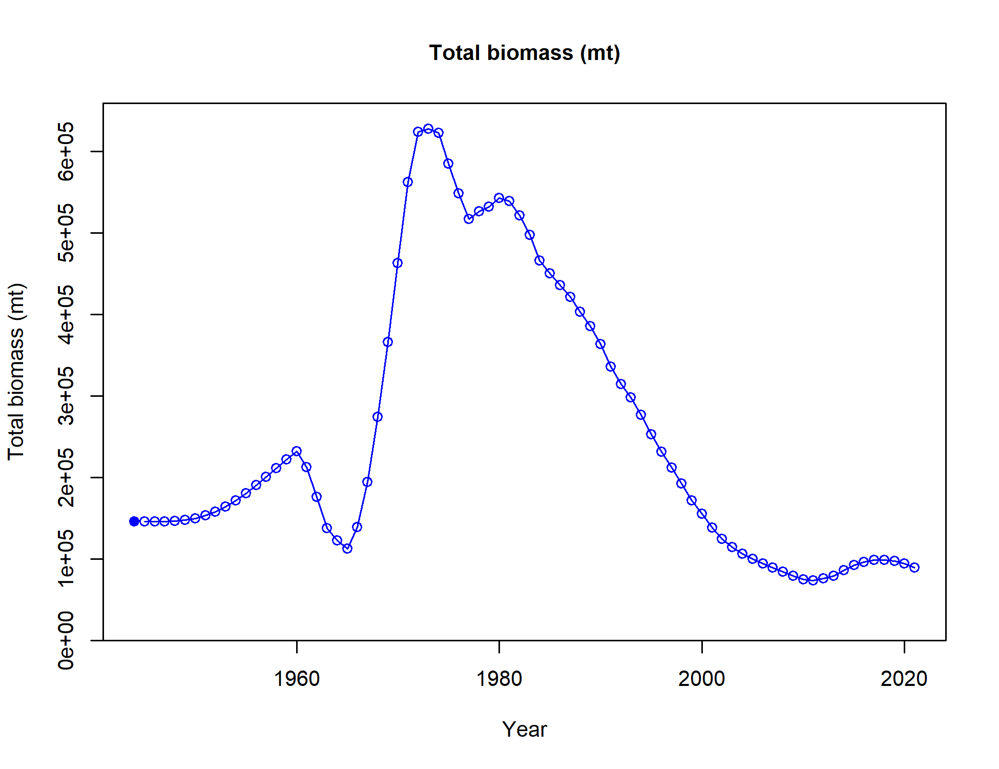 Total biomass (mt)
Total biomass (mt)
6e+05
5e+05
4e+05
3e+05
2e+05
1e+05
0e+00
1960
1980
2000
2020
Year